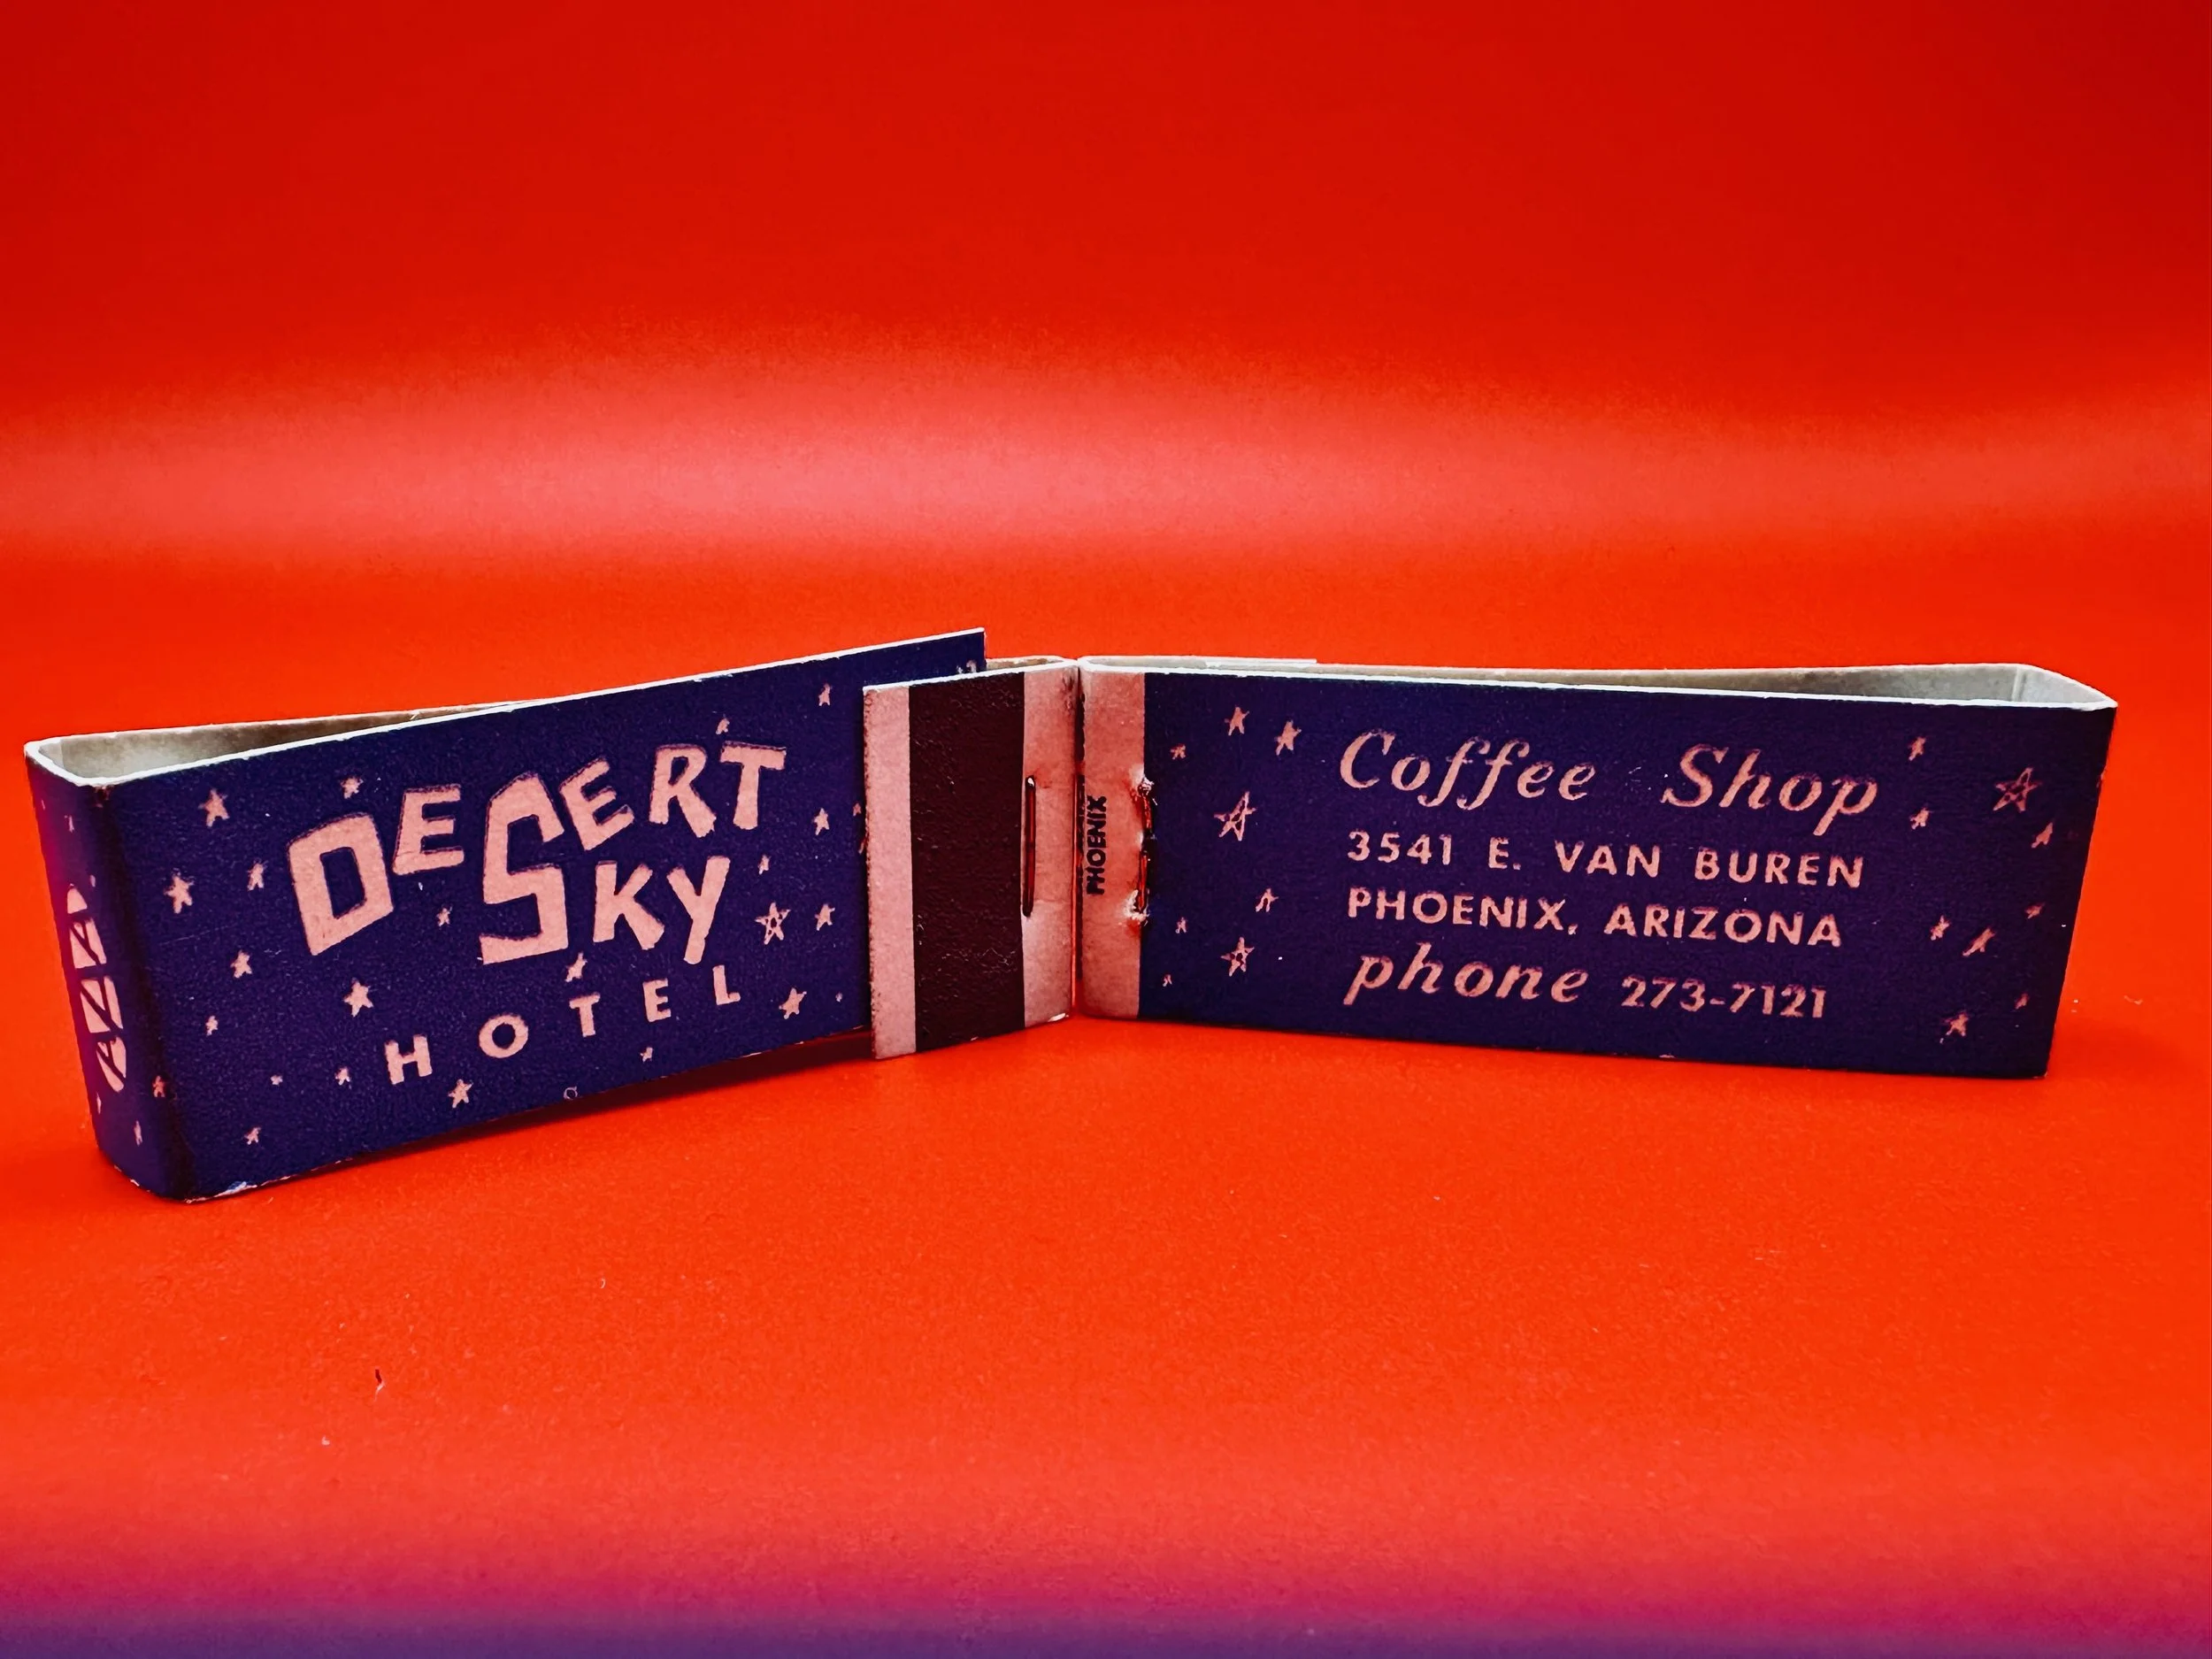 DESERT
SKY
HOTEL
PHOENIX
Coffee Shop
3541 E. VAN BUREN
PHOENIX, ARIZONA
phone 273-7121